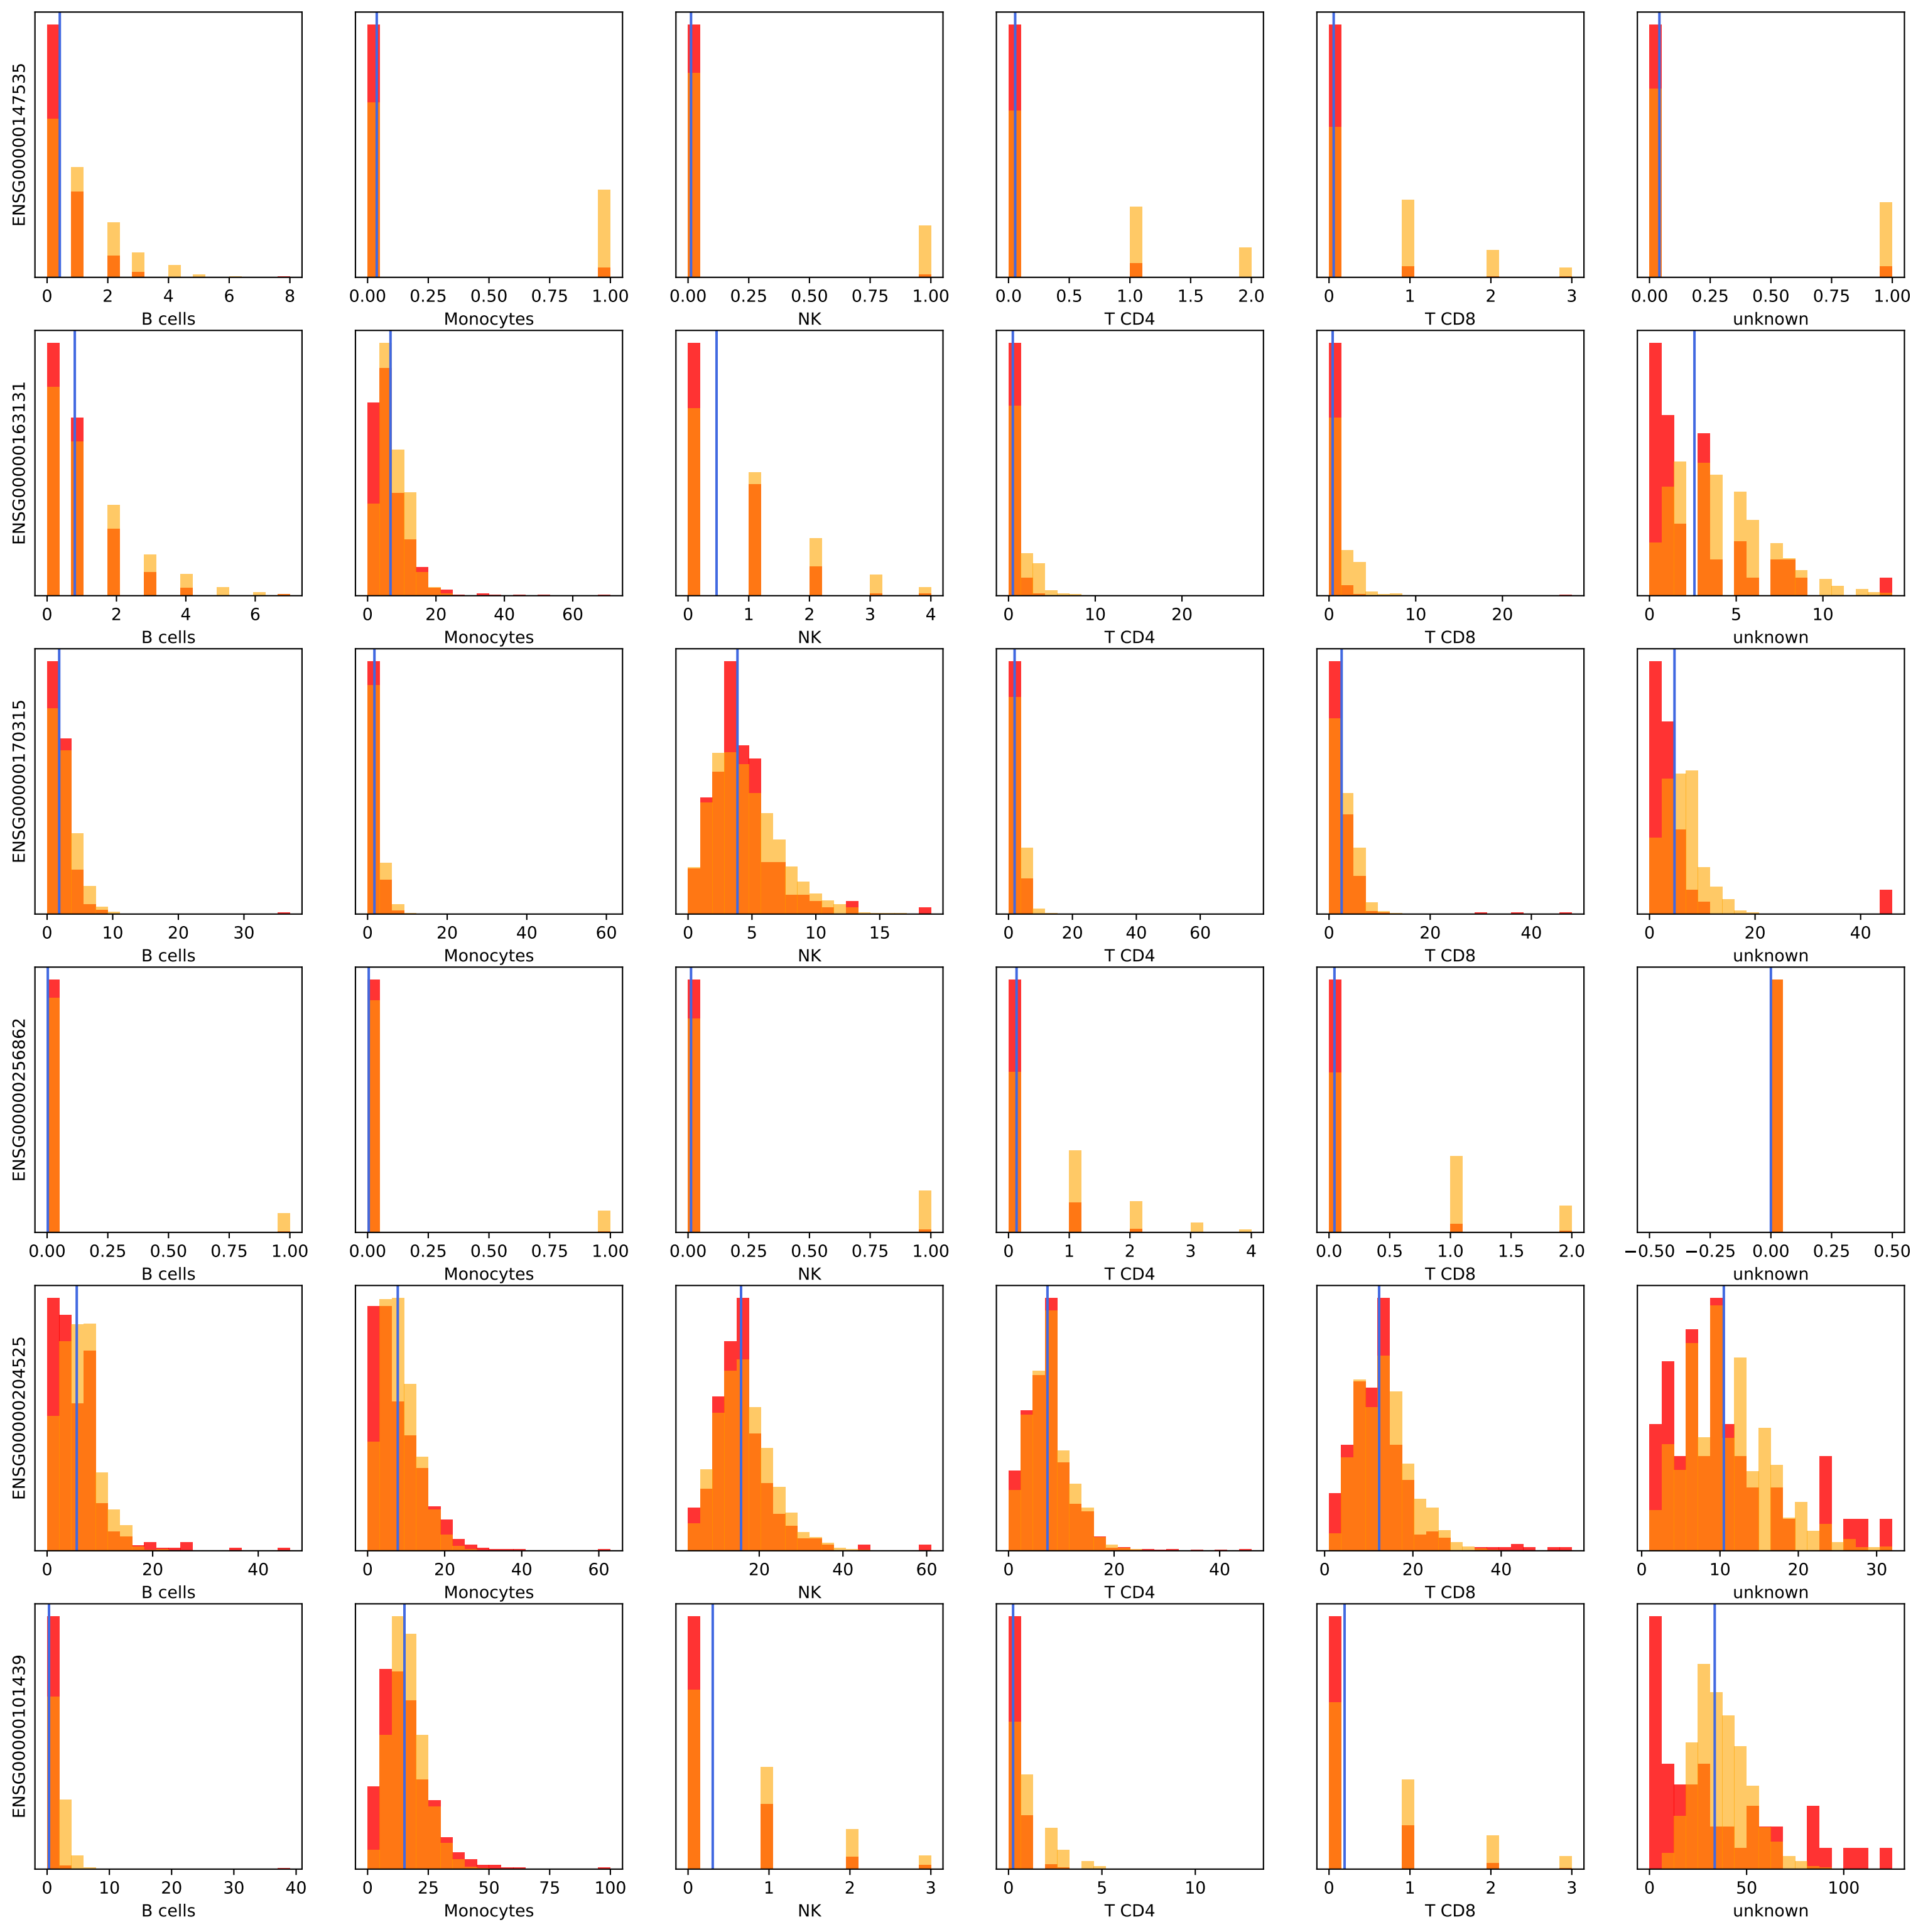 ENSG00000147535
0 2 4 6 8
B cells
0.00 0.25 0.50 0.75 1.00
Monocytes
0.00 0.25 0.50 0.75 1.00
NK
0.0 0.5 1.0 1.5 2.0
T CD4
0 1 2 3
T CD8
0.00 0.25 0.50 0.75 1.00
unknown
ENSG00000163131
0 2 4 6
B cells
0 20 40 60
Monocytes
0 1 2 3 4
NK
0 10 20
T CD4
0 10 20
T CD8
0 5 10
unknown
ENSG00000170315
0 10 20 30
B cells
0 20 40 60
Monocytes
0 5 10 15
NK
0 20 40 60
T CD4
0 20 40
T CD8
0 20 40
unknown
ENSG00000256862
0.00 0.25 0.50 0.75 1.00
B cells
0.00 0.25 0.50 0.75 1.00
Monocytes
0.00 0.25 0.50 0.75 1.00
NK
0 1 2 3 4
T CD4
0.0 0.5 1.0 1.5 2.0
T CD8
−0.50 −0.25 0.00 0.25 0.50
unknown
ENSG00000204525
0 20 40
B cells
0 20 40 60
Monocytes
20 40 60
NK
0 20 40
T CD4
0 20 40
T CD8
0 10 20 30
unknown
ENSG00000101439
0 10 20 30 40
B cells
0 25 50 75 100
Monocytes
0 1 2 3
NK
0 5 10
T CD4
0 1 2 3
T CD8
0 50 100
unknown